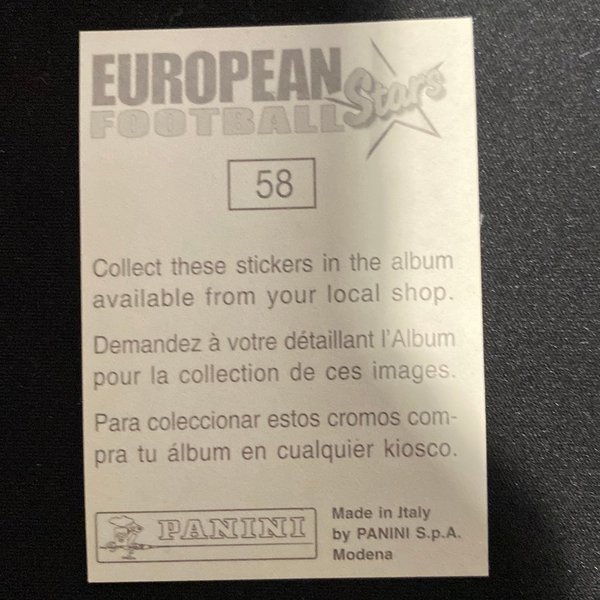 EUROPEAN
FOOTBALL Stars
58
Collect these stickers in the album
available from your local shop.
Demandez à votre détaillant l'Album
pour la collection de ces images.
Para coleccionar estos cromos com-
pra tu álbum en cualquier kiosco.
PANINI
Made in Italy
by PANINI S.p.A.
Modena